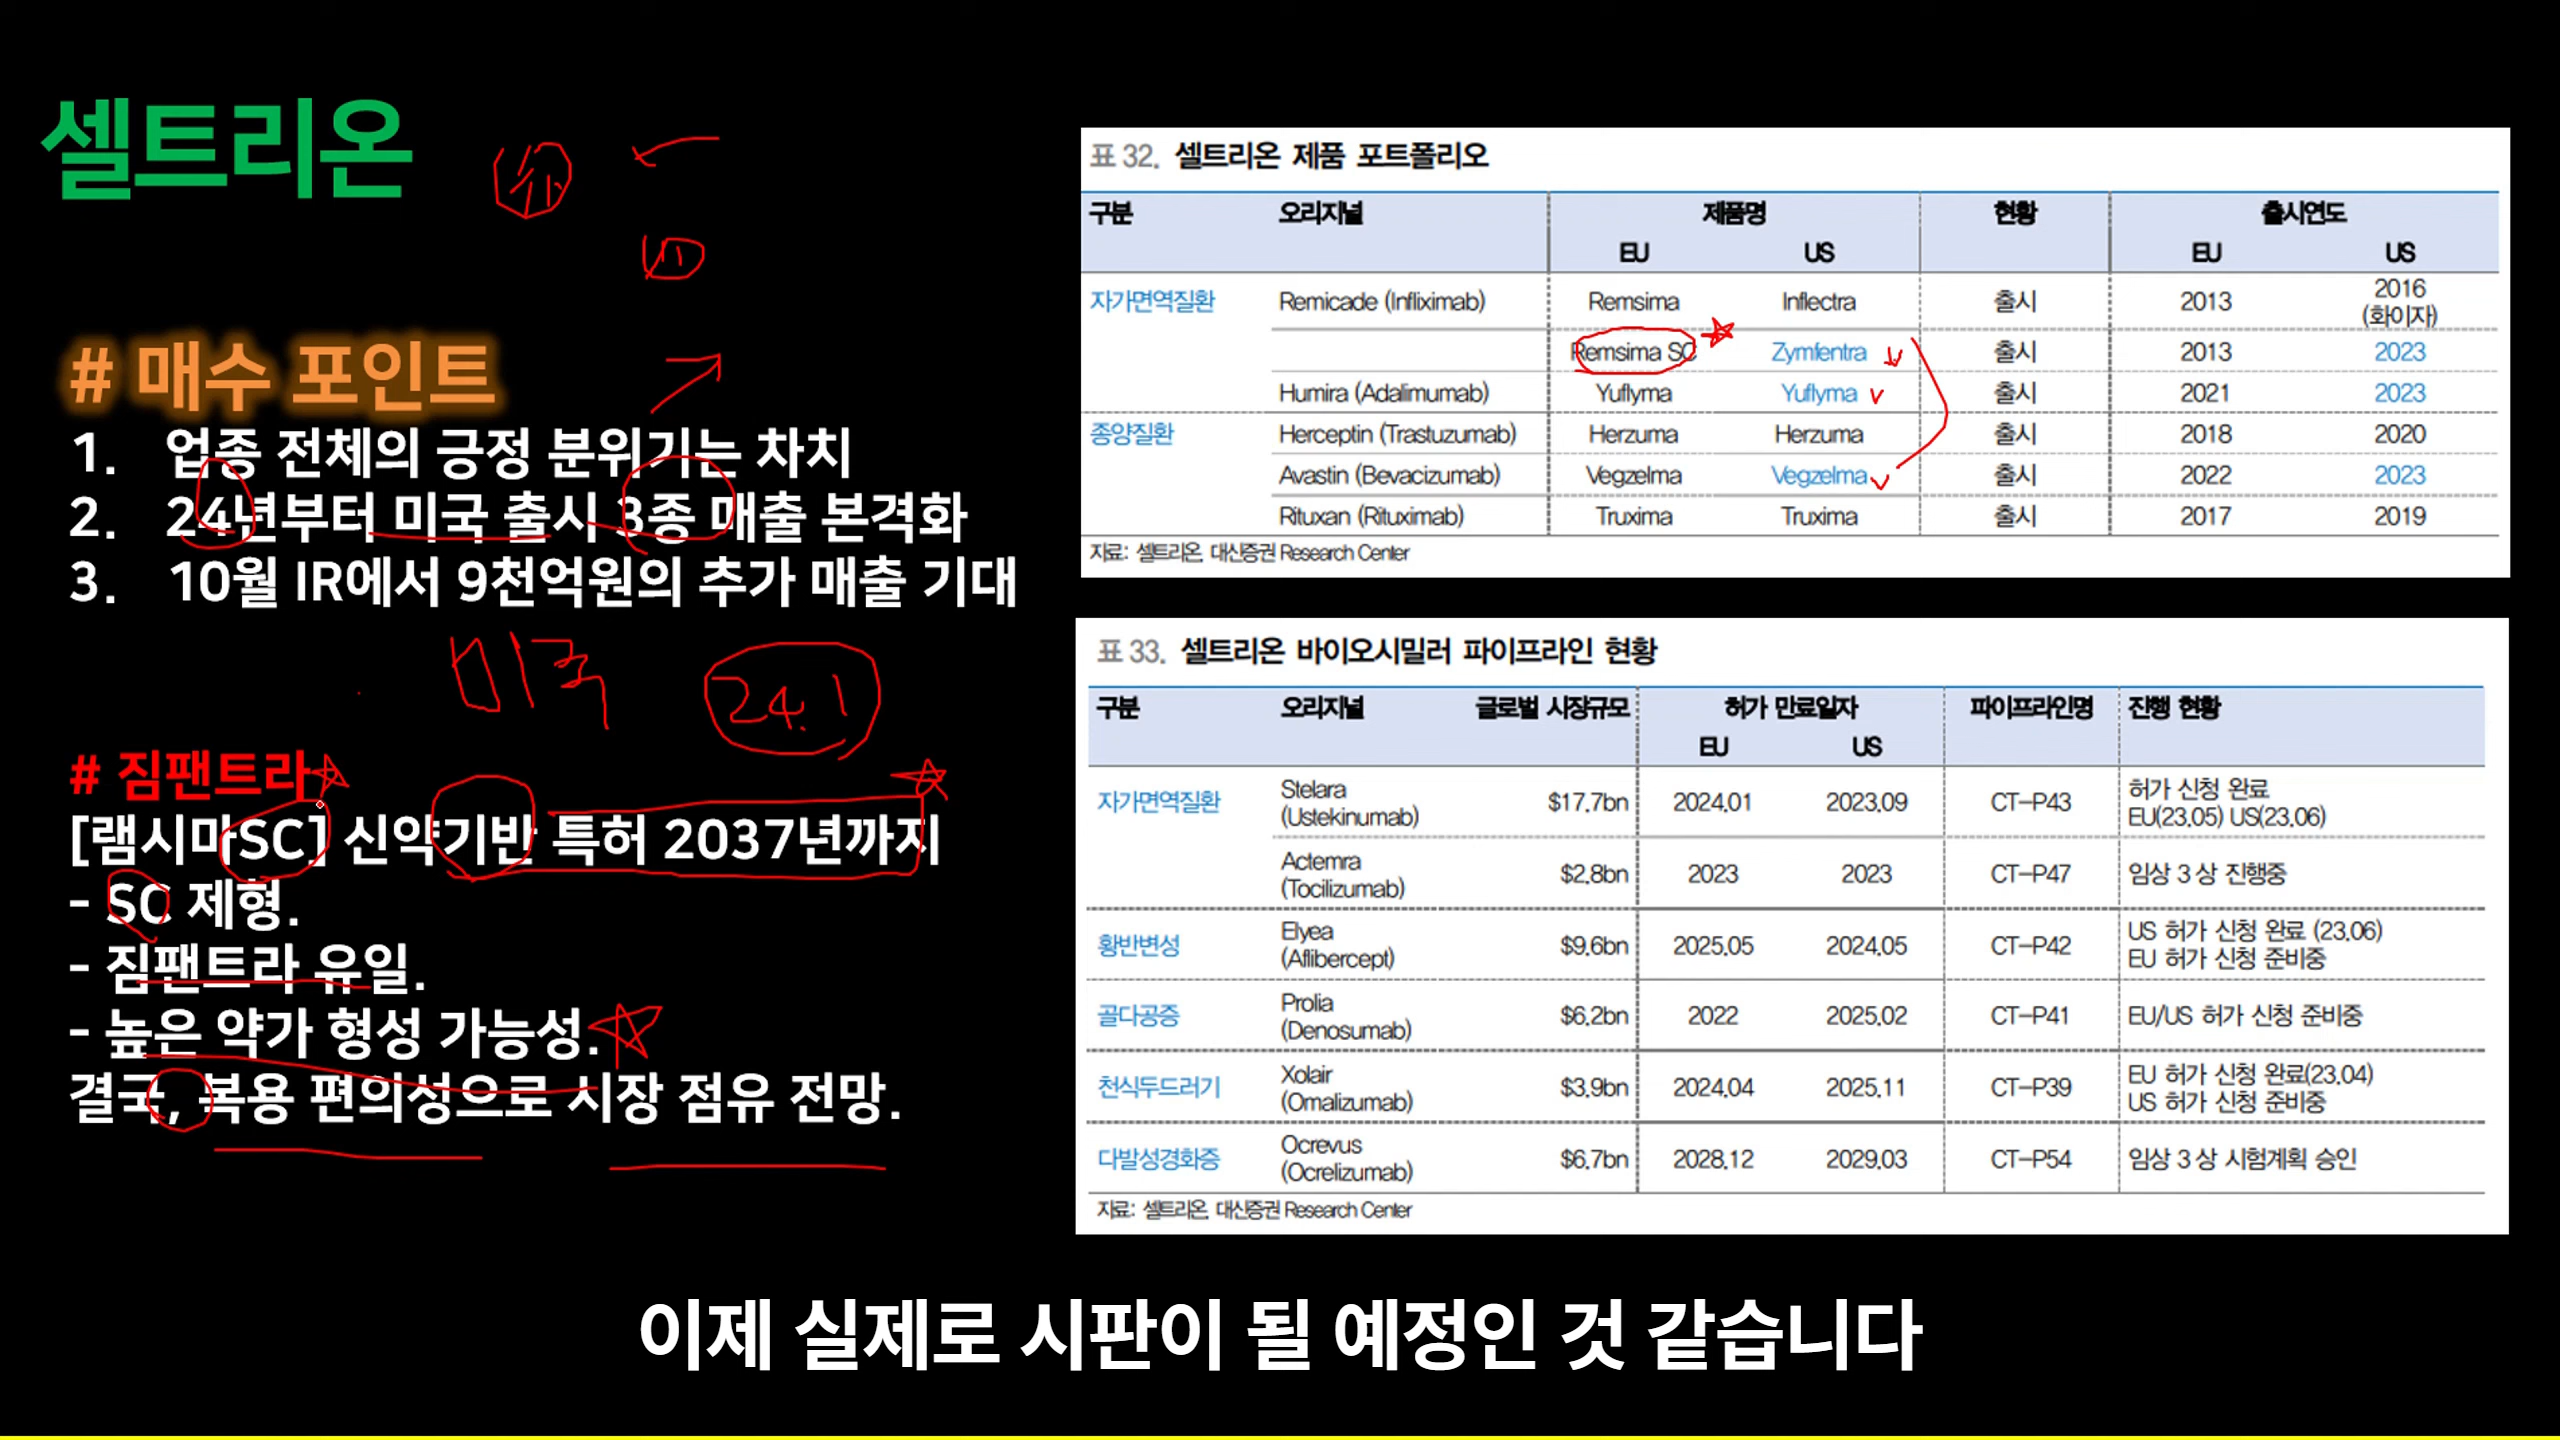 셀트리온
# 매수 포인트
1. 업종 전체의 긍정 분위기는 차치
2. 24년부터 미국 출시 3종 매출 본격화
3. 10월 IR에서 9천억원의 추가 매출 기대
미국
24.1
# 짐팬트라
[램시마SC] 신약기반 특허 2037년까지
- SC 제형.
- 짐팬트라 유일.
- 높은 약가 형성 가능성.
결국, 복용 편의성으로 시장 점유 전망.
표 32. 셀트리온 제품 포트폴리오
구분 오리지널 제품명 현황 출시연도
EU US EU US
자가면역질환 Remicade (Infliximab) Remsima Inflectra 출시 2013 2016
(화이자)
Remsima SC Zymfentra 출시 2013 2023
Humira (Adalimumab) Yuflyma Yuflyma 출시 2021 2023
종양질환 Herceptin (Trastuzumab) Herzuma Herzuma 출시 2018 2020
Avastin (Bevacizumab) Vegzelma Vegzelma 출시 2022 2023
Rituxan (Rituximab) Truxima Truxima 출시 2017 2019
자료: 셀트리온, 대신증권 Research Center
표 33. 셀트리온 바이오시밀러 파이프라인 현황
구분 오리지널 글로벌 시장규모 허가 만료일자 파이프라인명 진행 현황
EU US
자가면역질환 Stelara (Ustekinumab) $17.7bn 2024.01 2023.09 CT-P43 허가 신청 완료
EU(23.05) US(23.06)
Actemra (Tocilizumab) $2.8bn 2023 2023 CT-P47 임상 3 상 진행중
황반변성 Elyea (Aflibercept) $9.6bn 2025.05 2024.05 CT-P42 US 허가 신청 완료 (23.06)
EU 허가 신청 준비중
골다공증 Prolia (Denosumab) $6.2bn 2022 2025.02 CT-P41 EU/US 허가 신청 준비중
천식두드러기 Xolair (Omalizumab) $3.9bn 2024.04 2025.11 CT-P39 EU 허가 신청 완료(23.04)
US 허가 신청 준비중
다발성경화증 Ocrevus (Ocrelizumab) $6.7bn 2028.12 2029.03 CT-P54 임상 3 상 시험계획 승인
자료: 셀트리온, 대신증권 Research Center
이제 실제로 시판이 될 예정인 것 같습니다